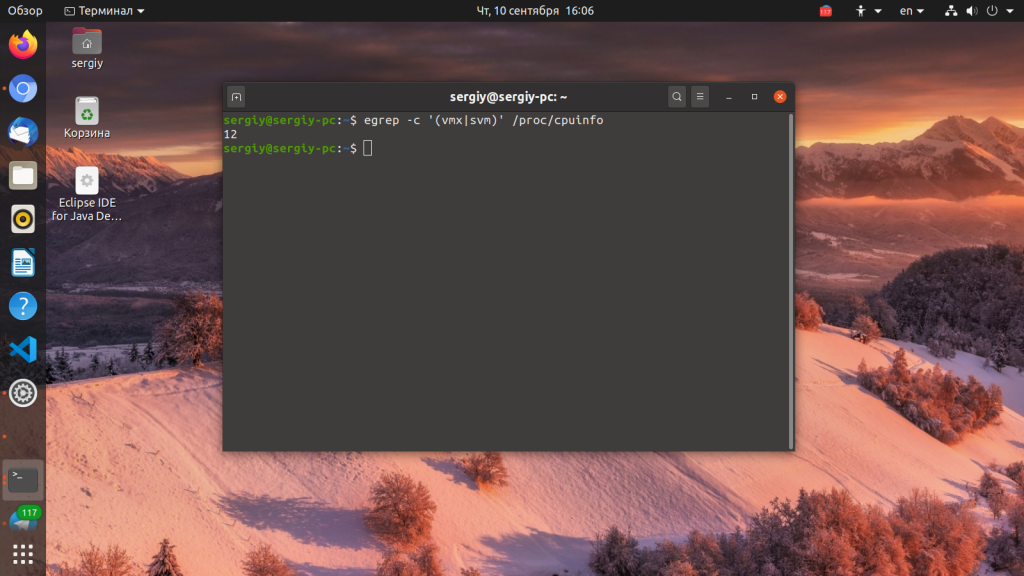 Обзор
Терминал
Чт, 10 сентября 16:06
117
en
sergiy
Корзина
Eclipse IDE
for Java De…
sergiy@sergiy-pc: ~
sergiy@sergiy-pc:~$ egrep -c '(vmx|svm)' /proc/cpuinfo
12
sergiy@sergiy-pc:~$
?
>_
117